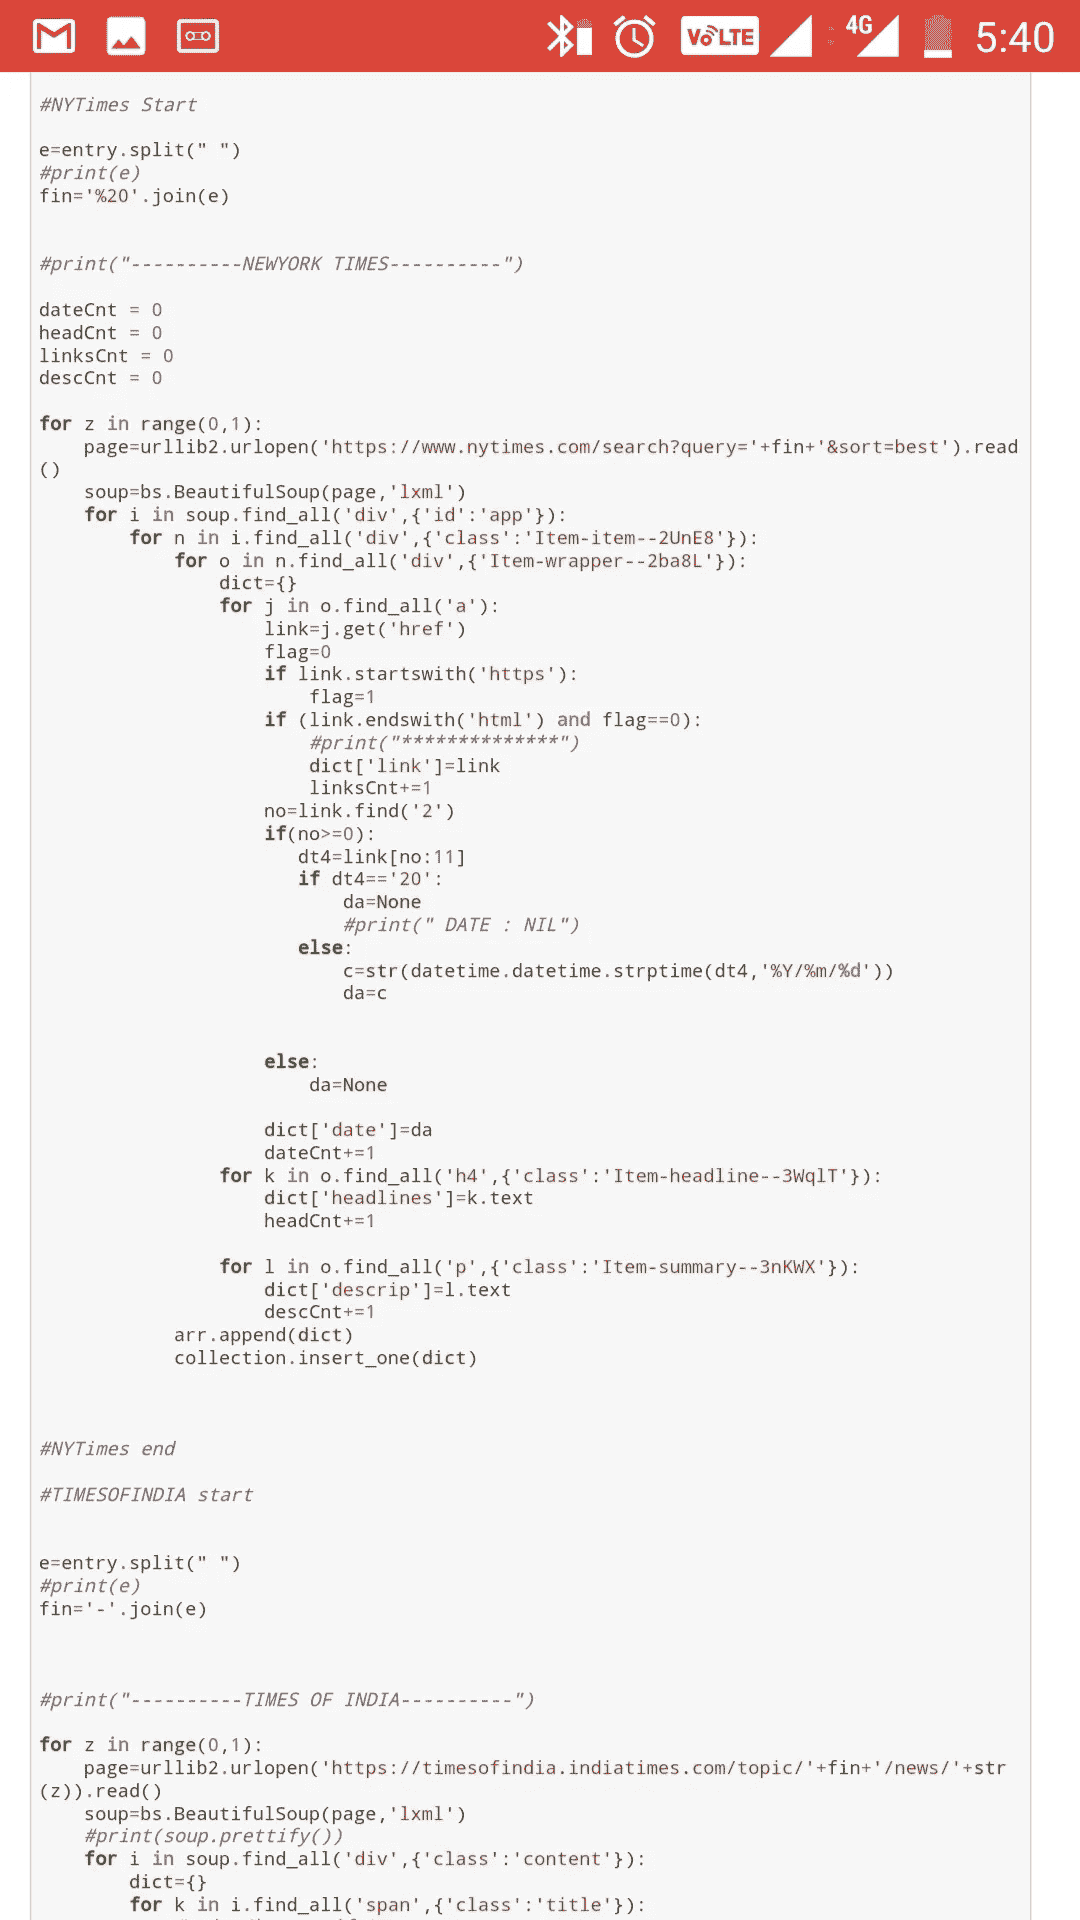 VoLTE 4G 5:40
#NYTimes Start
e=entry.split(" ")
#print(e)
fin='%20'.join(e)
#print("----------NEWYORK TIMES----------")
dateCnt = 0
headCnt = 0
linksCnt = 0
descCnt = 0
for z in range(0,1):
    page=urllib2.urlopen('https://www.nytimes.com/search?query='+fin+'&sort=best').read
()
    soup=bs.BeautifulSoup(page,'lxml')
    for i in soup.find_all('div',{'id':'app'}):
        for n in i.find_all('div',{'class':'Item-item--2UnE8'}):
            for o in n.find_all('div',{'Item-wrapper--2ba8L'}):
                dict={}
                for j in o.find_all('a'):
                    link=j.get('href')
                    flag=0
                    if link.startswith('https'):
                        flag=1
                    if (link.endswith('html') and flag==0):
                        #print("**************")
                        dict['link']=link
                        linksCnt+=1
                    no=link.find('2')
                    if(no>=0):
                       dt4=link[no:11]
                       if dt4=='20':
                           da=None
                           #print(" DATE : NIL")
                       else:
                           c=str(datetime.datetime.strptime(dt4,'%Y/%m/%d'))
                           da=c
                    else:
                        da=None
                    dict['date']=da
                    dateCnt+=1
                for k in o.find_all('h4',{'class':'Item-headline--3WqlT'}):
                    dict['headlines']=k.text
                    headCnt+=1
                for l in o.find_all('p',{'class':'Item-summary--3nKWX'}):
                    dict['descrip']=l.text
                    descCnt+=1
            arr.append(dict)
            collection.insert_one(dict)
#NYTimes end
#TIMESOFINDIA start
e=entry.split(" ")
#print(e)
fin='-'.join(e)
#print("----------TIMES OF INDIA----------")
for z in range(0,1):
    page=urllib2.urlopen('https://timesofindia.indiatimes.com/topic/'+fin+'/news/'+str
(z)).read()
    soup=bs.BeautifulSoup(page,'lxml')
    #print(soup.prettify())
    for i in soup.find_all('div',{'class':'content'}):
        dict={}
        for k in i.find_all('span',{'class':'title'}):